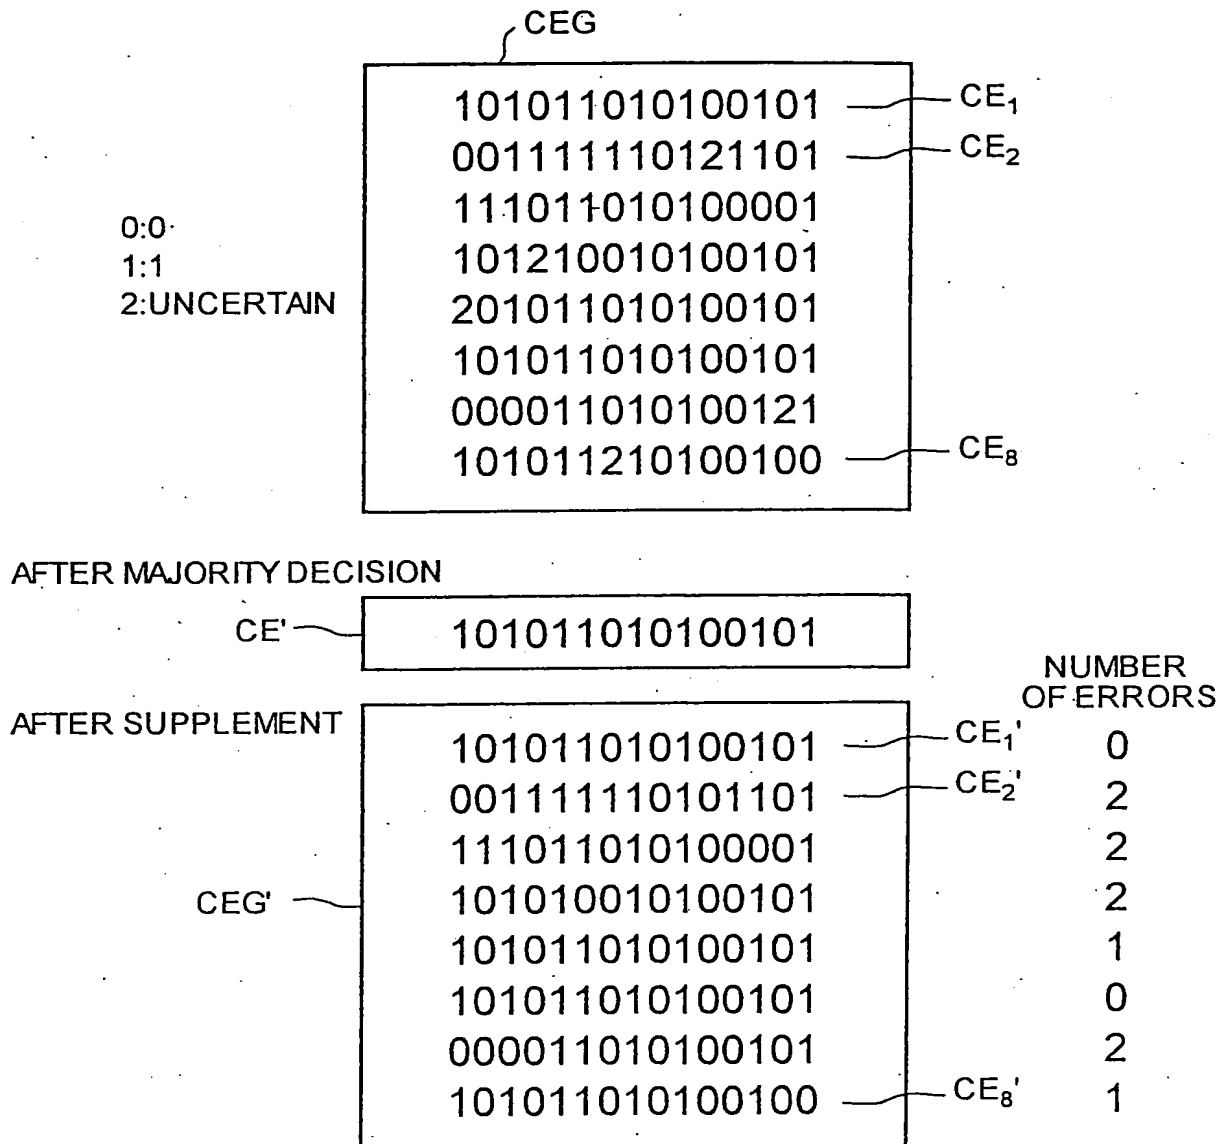 CEG
101011010100101 CE₁
001111110121101 CE₂
111011010100001
101210010100101
201011010100101
101011010100101
000011010100121
101011210100100 CE₈
0:0
1:1
2:UNCERTAIN
AFTER MAJORITY DECISION
CE' 101011010100101
NUMBER
OF ERRORS
AFTER SUPPLEMENT
101011010100101 CE₁' 0
001111110101101 CE₂' 2
111011010100001 2
CEG' 101010010100101 2
101011010100101 1
101011010100101 0
000011010100101 2
101011010100100 CE₈' 1